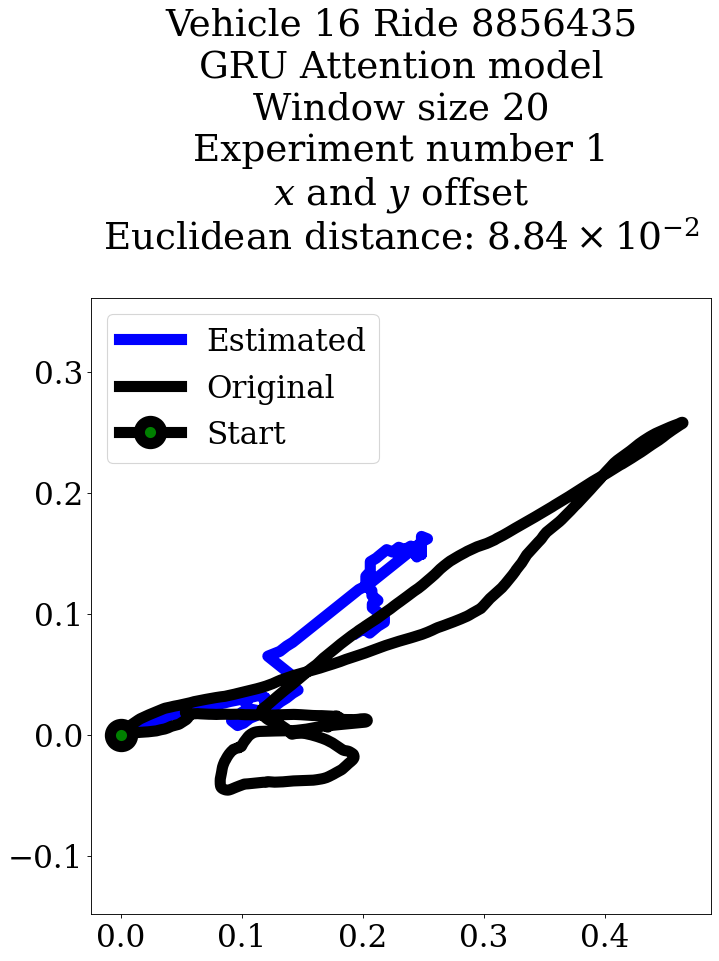 Vehicle 16 Ride 8856435
GRU Attention model
Window size 20
Experiment number 1
x and y offset
Euclidean distance: 8.84 × 10⁻²
Estimated
Original
Start
0.3
0.2
0.1
0.0
−0.1
0.0 0.1 0.2 0.3 0.4